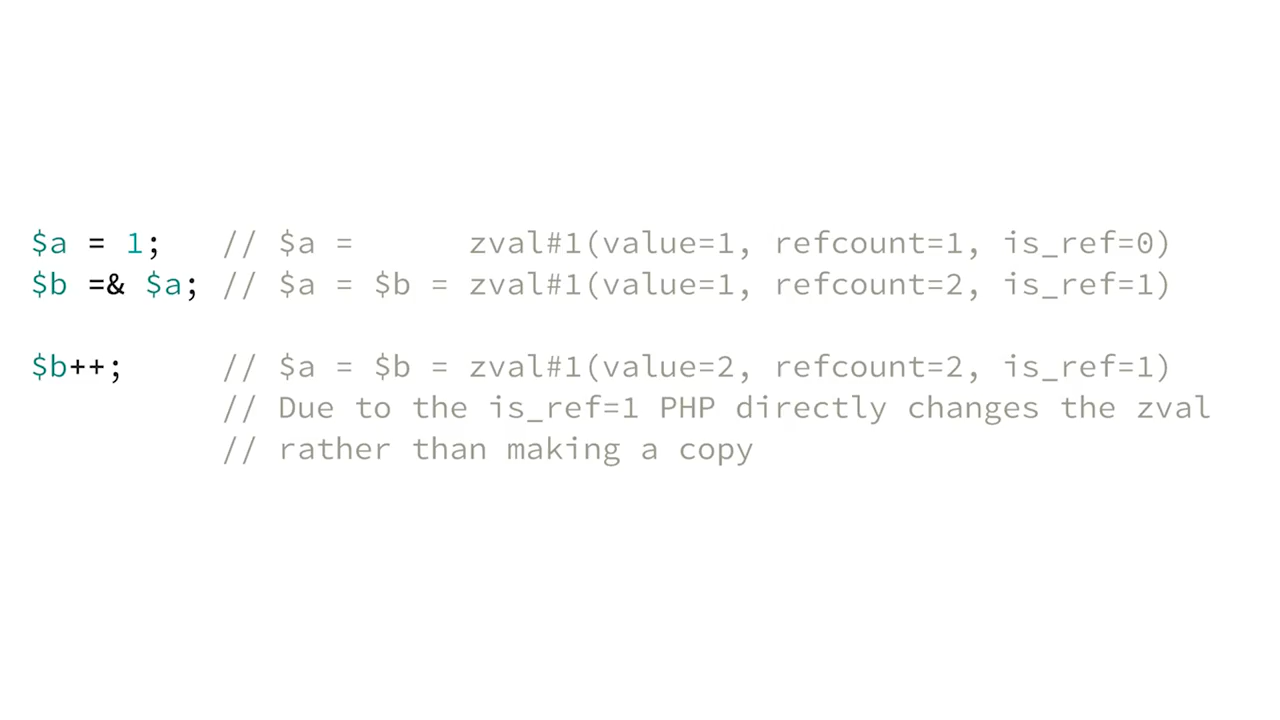 $a = 1;   // $a =      zval#1(value=1, refcount=1, is_ref=0)
$b =& $a; // $a = $b = zval#1(value=1, refcount=2, is_ref=1)
$b++;     // $a = $b = zval#1(value=2, refcount=2, is_ref=1)
          // Due to the is_ref=1 PHP directly changes the zval
          // rather than making a copy